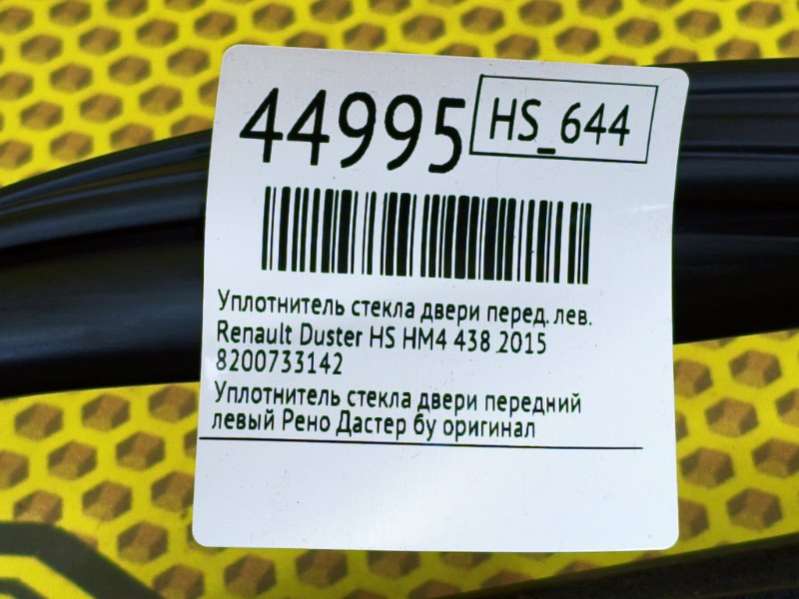 44995 HS_644
Уплотнитель стекла двери перед. лев.
Renault Duster HS HM4 438 2015
8200733142
Уплотнитель стекла двери передний
левый Рено Дастер бу оригинал